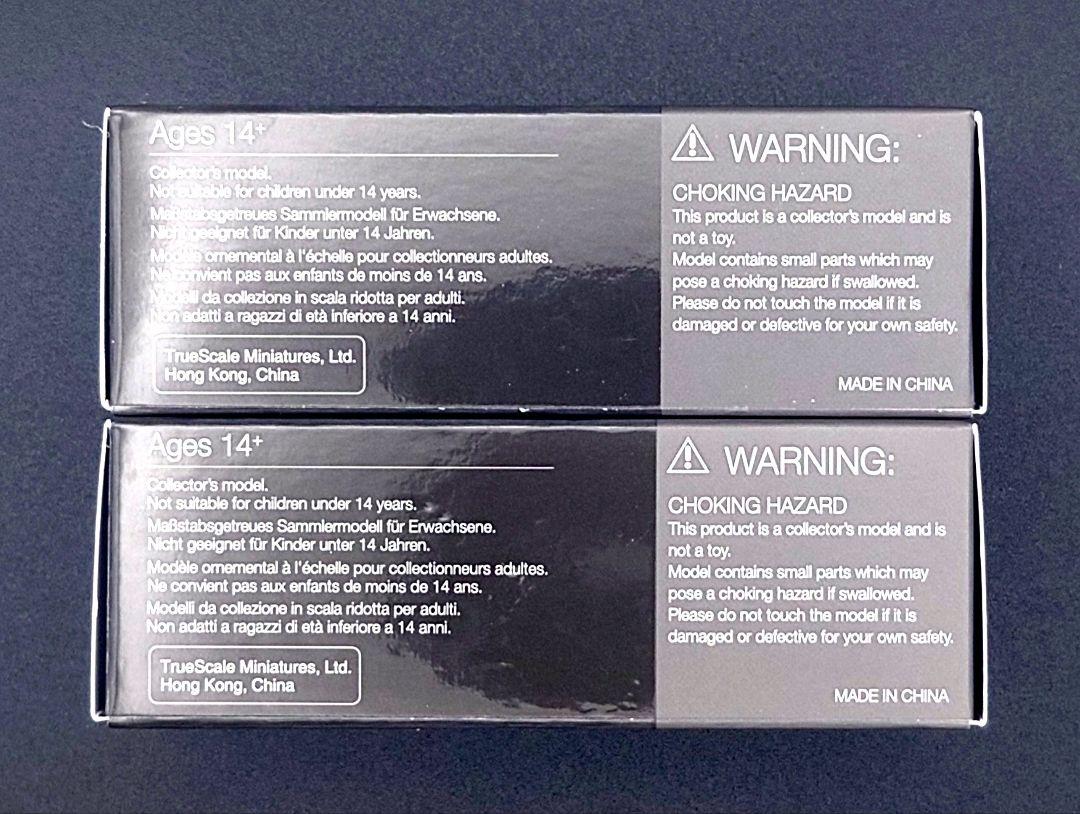 Ages 14+
Collector's model.
Not suitable for children under 14 years.
Maßstabsgetreues Sammlermodell für Erwachsene.
Nicht geeignet für Kinder unter 14 Jahren.
Modèle ornemental à l'échelle pour collectionneurs adultes.
Ne convient pas aux enfants de moins de 14 ans.
Modelli da collezione in scala ridotta per adulti.
Non adatti a ragazzi di età inferiore a 14 anni.
TrueScale Miniatures, Ltd.
Hong Kong, China
WARNING:
CHOKING HAZARD
This product is a collector's model and is
not a toy.
Model contains small parts which may
pose a choking hazard if swallowed.
Please do not touch the model if it is
damaged or defective for your own safety.
MADE IN CHINA
Ages 14+
Collector's model.
Not suitable for children under 14 years.
Maßstabsgetreues Sammlermodell für Erwachsene.
Nicht geeignet für Kinder unter 14 Jahren.
Modèle ornemental à l'échelle pour collectionneurs adultes.
Ne convient pas aux enfants de moins de 14 ans.
Modelli da collezione in scala ridotta per adulti.
Non adatti a ragazzi di età inferiore a 14 anni.
TrueScale Miniatures, Ltd.
Hong Kong, China
WARNING:
CHOKING HAZARD
This product is a collector's model and is
not a toy.
Model contains small parts which may
pose a choking hazard if swallowed.
Please do not touch the model if it is
damaged or defective for your own safety.
MADE IN CHINA